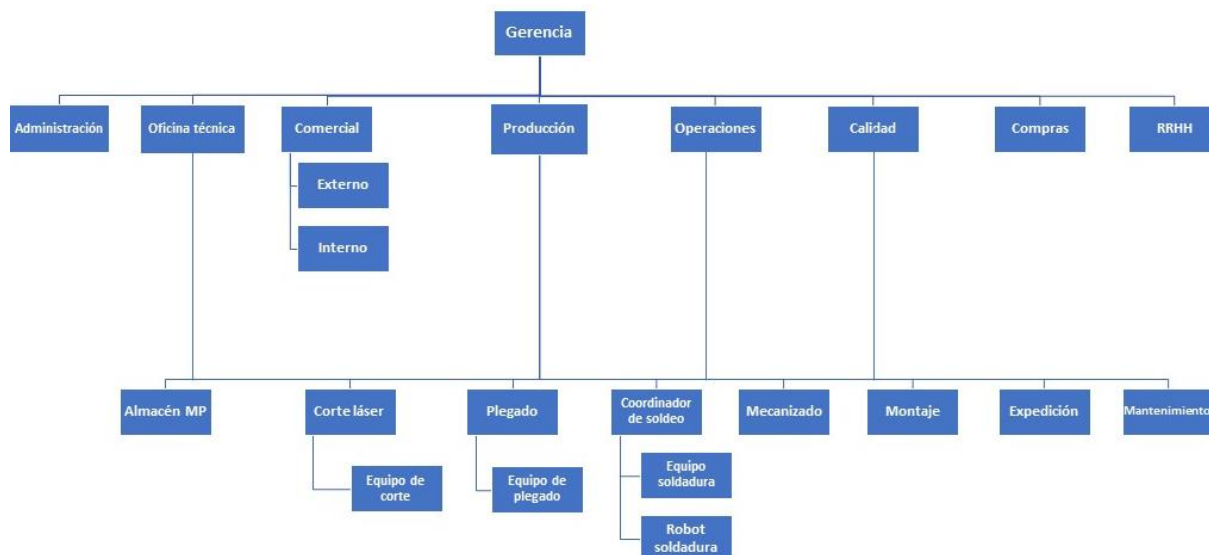 Gerencia
Administración
Oficina técnica
Comercial
Producción
Operaciones
Calidad
Compras
RRHH
Externo
Interno
Almacén MP
Corte láser
Plegado
Coordinador
de soldeo
Mecanizado
Montaje
Expedición
Mantenimiento
Equipo de
corte
Equipo de
plegado
Equipo
soldadura
Robot
soldadura